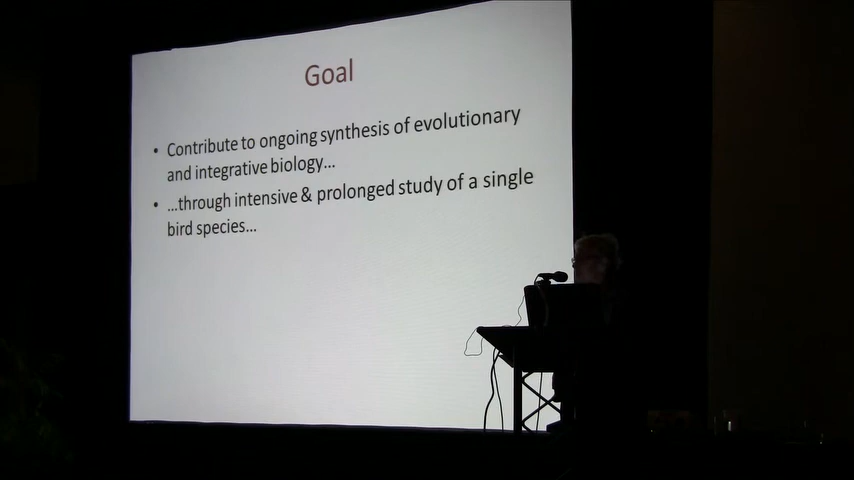 Goal
• Contribute to ongoing synthesis of evolutionary
and integrative biology...
• ...through intensive & prolonged study of a single
bird species...